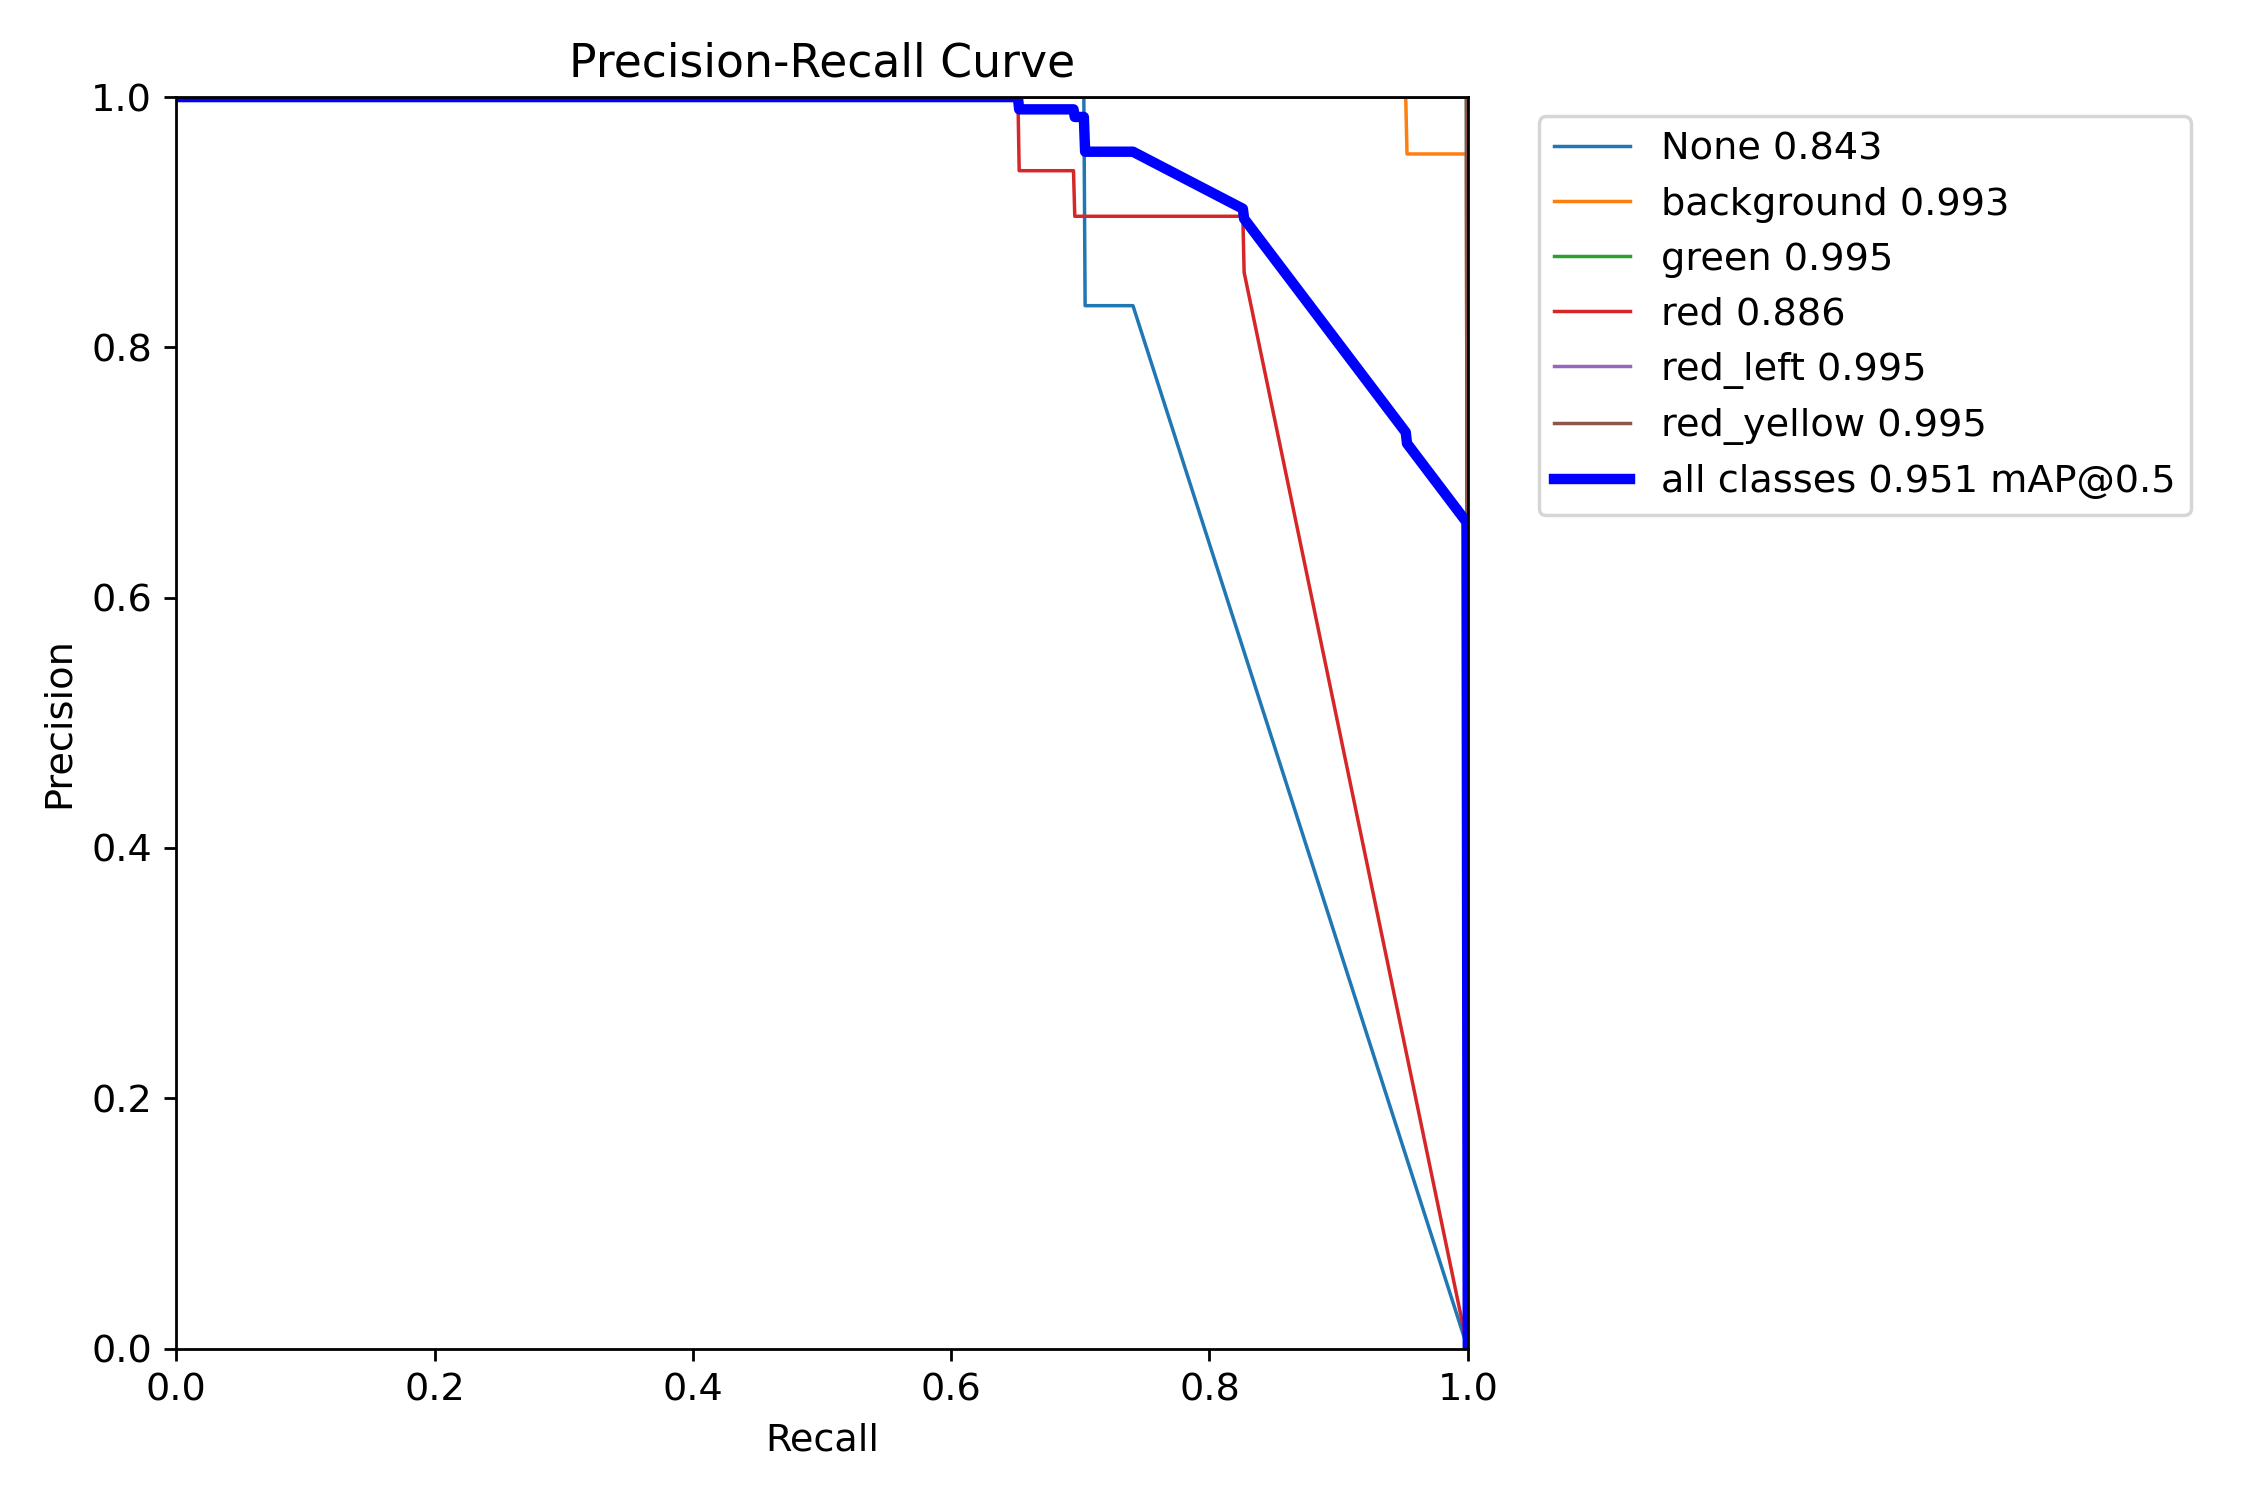 Precision-Recall Curve
1.0
0.8
0.6
0.4
0.2
0.0
Precision
0.0 0.2 0.4 0.6 0.8 1.0
Recall
None 0.843
background 0.993
green 0.995
red 0.886
red_left 0.995
red_yellow 0.995
all classes 0.951 mAP@0.5